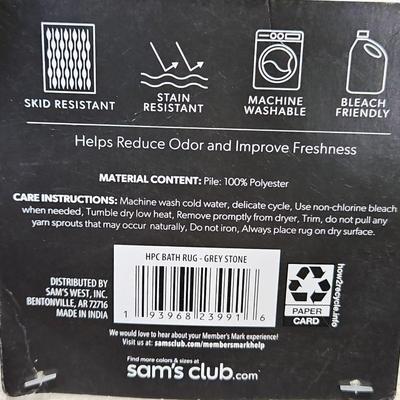 SKID RESISTANT
STAIN
RESISTANT
MACHINE
WASHABLE
BLEACH
FRIENDLY
Helps Reduce Odor and Improve Freshness
MATERIAL CONTENT: Pile: 100% Polyester
CARE INSTRUCTIONS: Machine wash cold water, delicate cycle, Use non-chlorine bleach
when needed, Tumble dry low heat, Remove promptly from dryer, Trim, do not pull any
yarn sprouts that may occur naturally, Do not iron, Always place rug on dry surface.
DISTRIBUTED BY
SAM'S WEST, INC.
BENTONVILLE, AR 72716
MADE IN INDIA
HPC BATH RUG - GREY STONE
1 93968 23991 6
PAPER
CARD
how2recycle.info
We would love to hear about your Member's Mark experience!
Visit us at: samsclub.com/membersmarkhelp
Find more colors & sizes at
sam's club.com